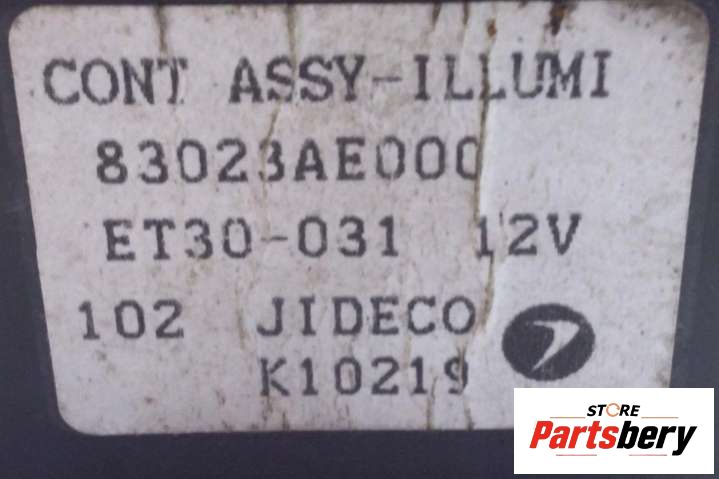 CONT ASSY-ILLUMI
83023AE000
ET30-031 12V
102 JIDECO
K10219
STORE
Partsbery